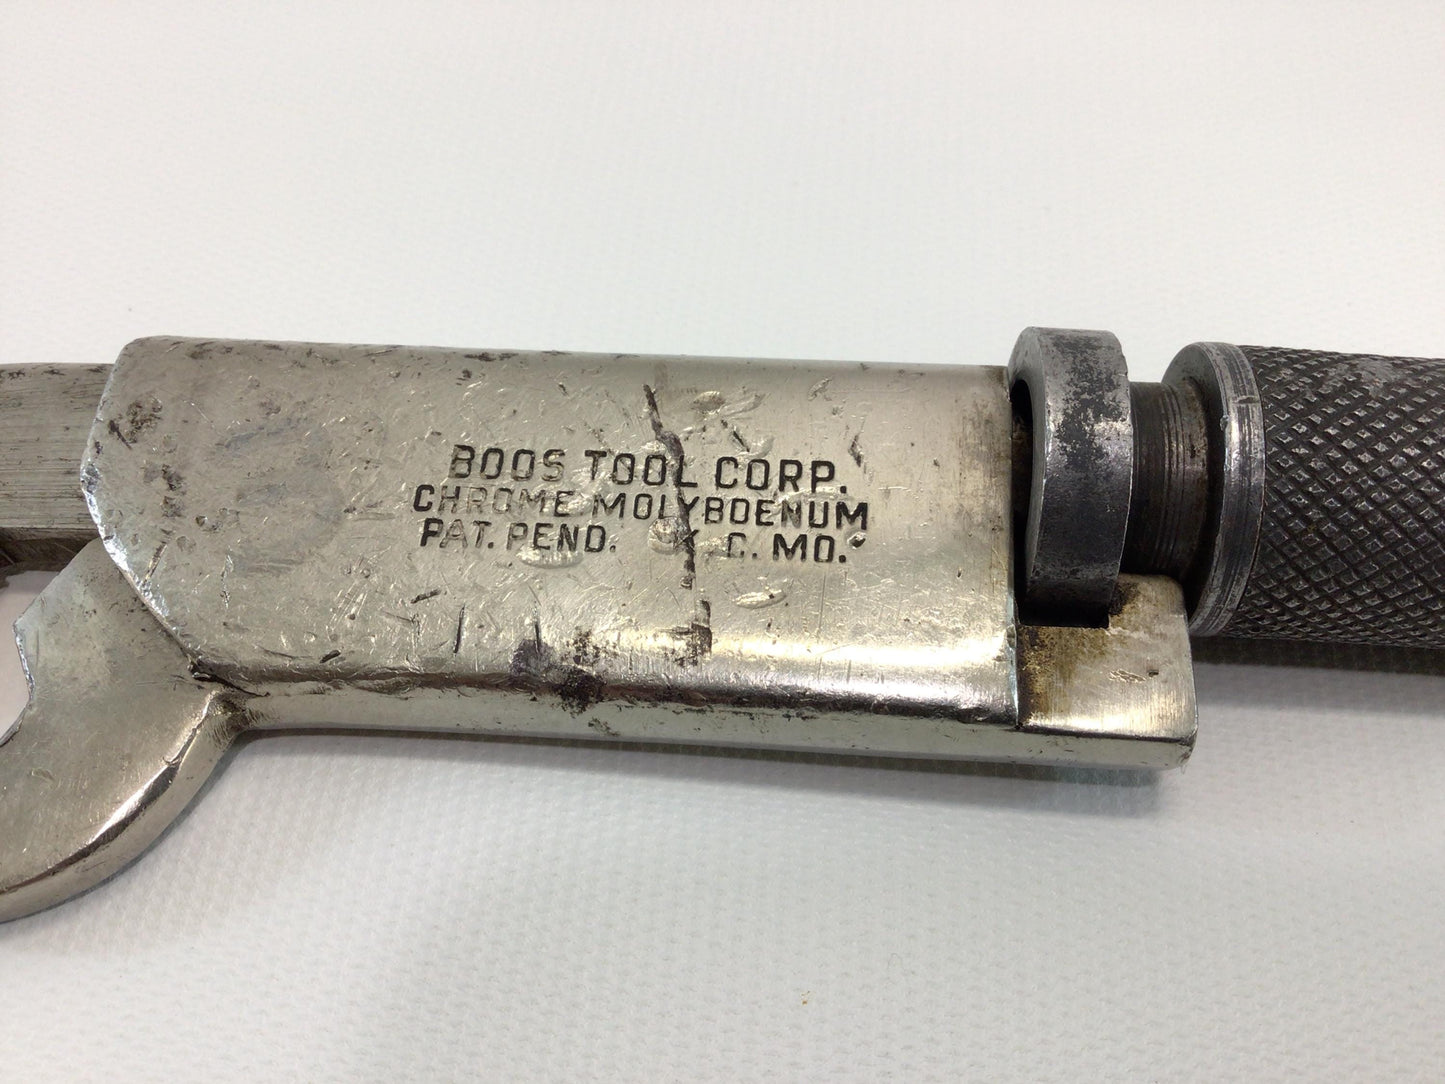 BOOS TOOL CORP.
CHROME MOLYBDENUM
PAT. PEND. K.C. MO.